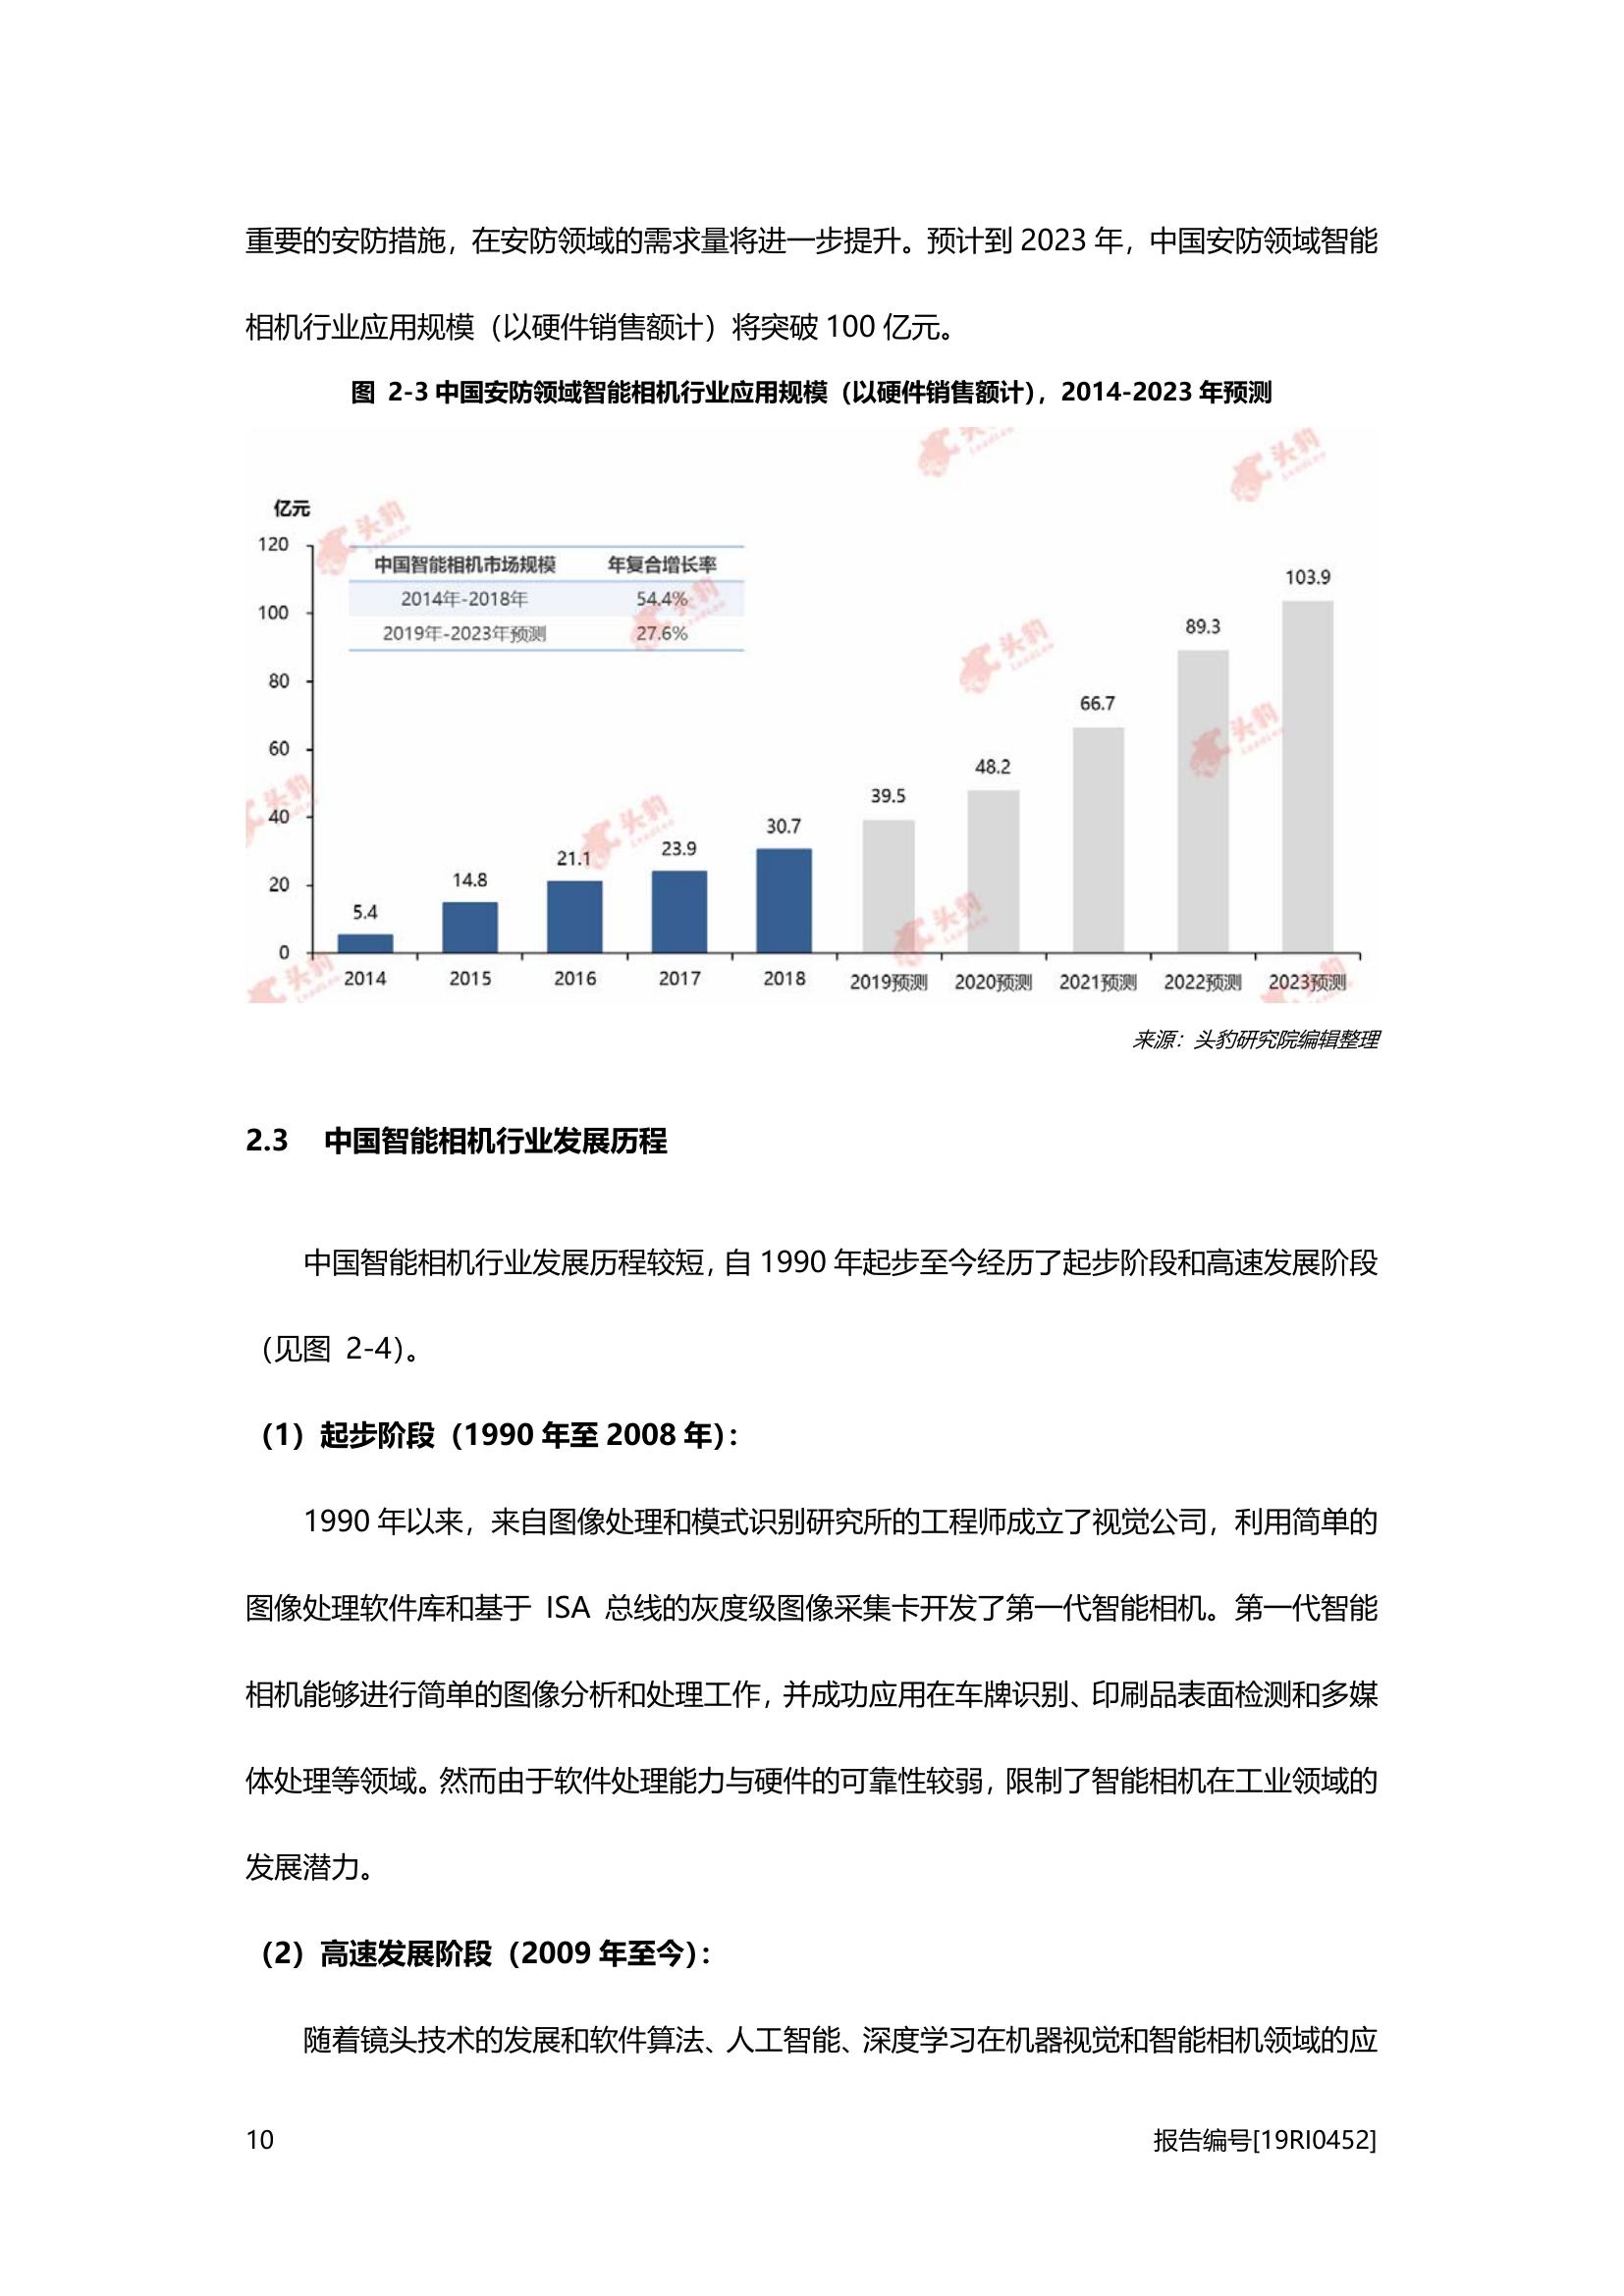 重要的安防措施，在安防领域的需求量将进一步提升。预计到 2023 年，中国安防领域智能
相机行业应用规模（以硬件销售额计）将突破 100 亿元。
图 2-3 中国安防领域智能相机行业应用规模（以硬件销售额计），2014-2023 年预测
亿元
120
100
80
60
40
20
0
中国智能相机市场规模 年复合增长率
2014年-2018年 54.4%
2019年-2023年预测 27.6%
5.4
14.8
21.1
23.9
30.7
39.5
48.2
66.7
89.3
103.9
2014 2015 2016 2017 2018 2019预测 2020预测 2021预测 2022预测 2023预测
头豹
LeadLeo
来源：头豹研究院编辑整理
2.3 中国智能相机行业发展历程
中国智能相机行业发展历程较短，自 1990 年起步至今经历了起步阶段和高速发展阶段
（见图 2-4）。
（1）起步阶段（1990 年至 2008 年）：
1990 年以来，来自图像处理和模式识别研究所的工程师成立了视觉公司，利用简单的
图像处理软件库和基于 ISA 总线的灰度级图像采集卡开发了第一代智能相机。第一代智能
相机能够进行简单的图像分析和处理工作，并成功应用在车牌识别、印刷品表面检测和多媒
体处理等领域。然而由于软件处理能力与硬件的可靠性较弱，限制了智能相机在工业领域的
发展潜力。
（2）高速发展阶段（2009 年至今）：
随着镜头技术的发展和软件算法、人工智能、深度学习在机器视觉和智能相机领域的应
10 报告编号[19RI0452]